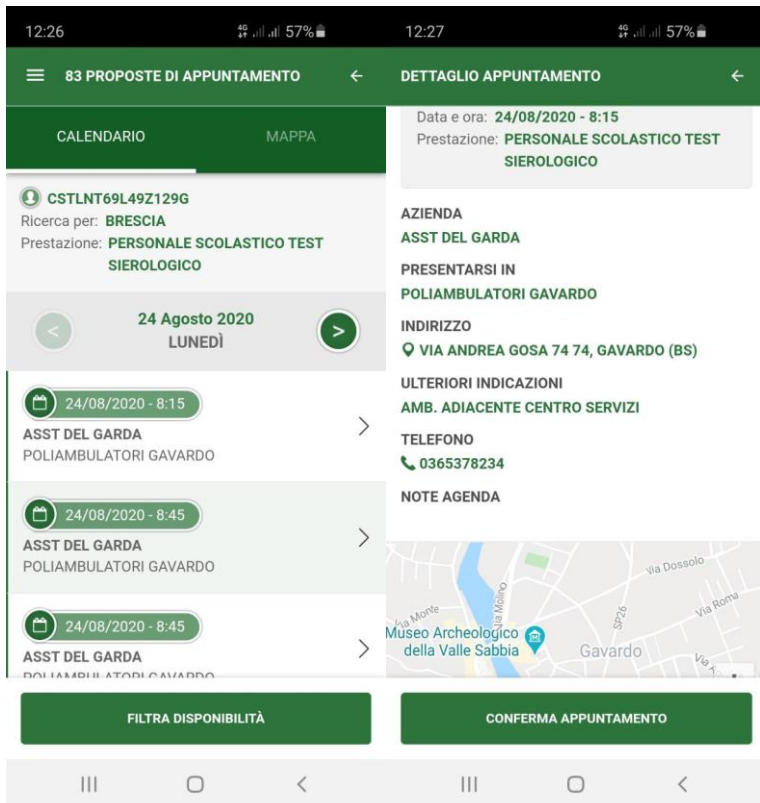 12:26
4G 57%
83 PROPOSTE DI APPUNTAMENTO
CALENDARIO MAPPA
CSTLNT69L49Z129G
Ricerca per: BRESCIA
Prestazione: PERSONALE SCOLASTICO TEST
SIEROLOGICO
24 Agosto 2020
LUNEDÌ
24/08/2020 - 8:15
ASST DEL GARDA
POLIAMBULATORI GAVARDO
24/08/2020 - 8:45
ASST DEL GARDA
POLIAMBULATORI GAVARDO
24/08/2020 - 8:45
ASST DEL GARDA
POLIAMBULATORI GAVARDO
FILTRA DISPONIBILITÀ
12:27
4G 57%
DETTAGLIO APPUNTAMENTO
Data e ora: 24/08/2020 - 8:15
Prestazione: PERSONALE SCOLASTICO TEST
SIEROLOGICO
AZIENDA
ASST DEL GARDA
PRESENTARSI IN
POLIAMBULATORI GAVARDO
INDIRIZZO
VIA ANDREA GOSA 74 74, GAVARDO (BS)
ULTERIORI INDICAZIONI
AMB. ADIACENTE CENTRO SERVIZI
TELEFONO
0365378234
NOTE AGENDA
Via Dossolo
Via Molino
Via Monte
SP26
Via Roma
Museo Archeologico
della Valle Sabbia
Gavardo
CONFERMA APPUNTAMENTO